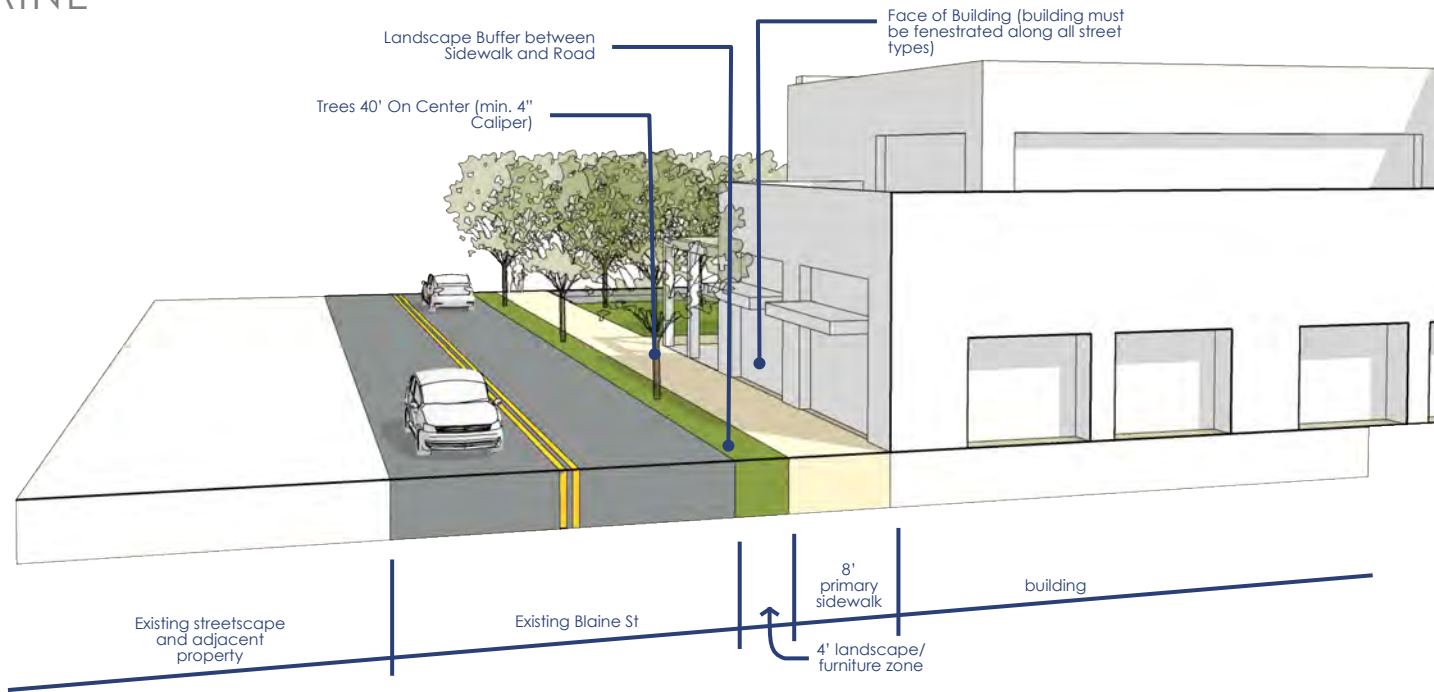 Face of Building (building must
be fenestrated along all street
types)
Landscape Buffer between
Sidewalk and Road
Trees 40' On Center (min. 4"
Caliper)
Existing streetscape
and adjacent
property
Existing Blaine St
8'
primary
sidewalk
building
4' landscape/
furniture zone